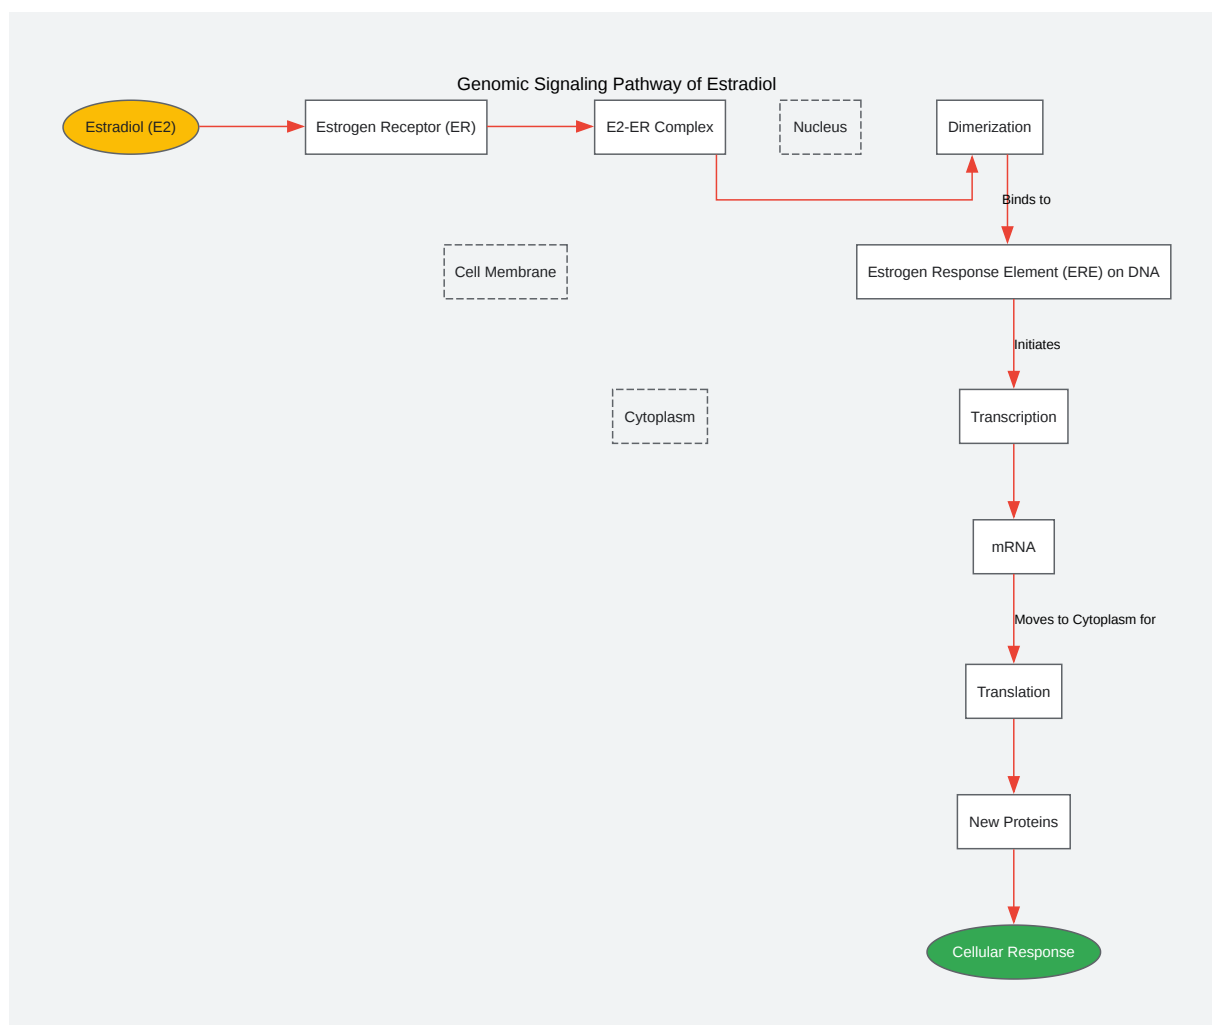 Genomic Signaling Pathway of Estradiol
Estradiol (E2)
Estrogen Receptor (ER)
E2-ER Complex
Nucleus
Dimerization
Binds to
Cell Membrane
Estrogen Response Element (ERE) on DNA
Initiates
Cytoplasm
Transcription
mRNA
Moves to Cytoplasm for
Translation
New Proteins
Cellular Response